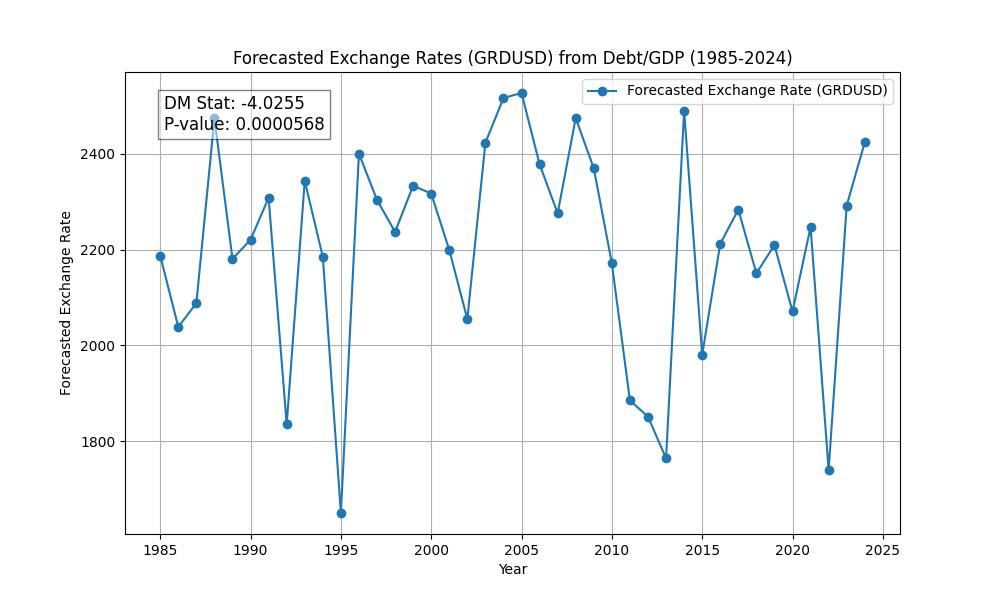 Forecasted Exchange Rates (GRDUSD) from Debt/GDP (1985-2024)
DM Stat: -4.0255
P-value: 0.0000568
Forecasted Exchange Rate (GRDUSD)
Forecasted Exchange Rate
2400
2200
2000
1800
1985 1990 1995 2000 2005 2010 2015 2020 2025
Year